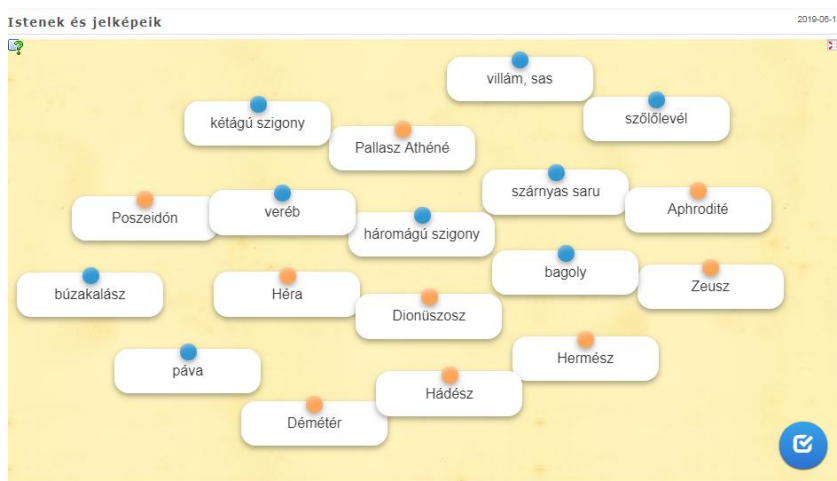 Istenek és jelképeik
2019-06-1
villám, sas
szőlőlevél
kétágú szigony
Pallasz Athéné
szárnyas saru
Aphrodité
Poszeidón
veréb
háromágú szigony
bagoly
Zeusz
búzakalász
Héra
Dionüszosz
Hermész
páva
Hádész
Démétér